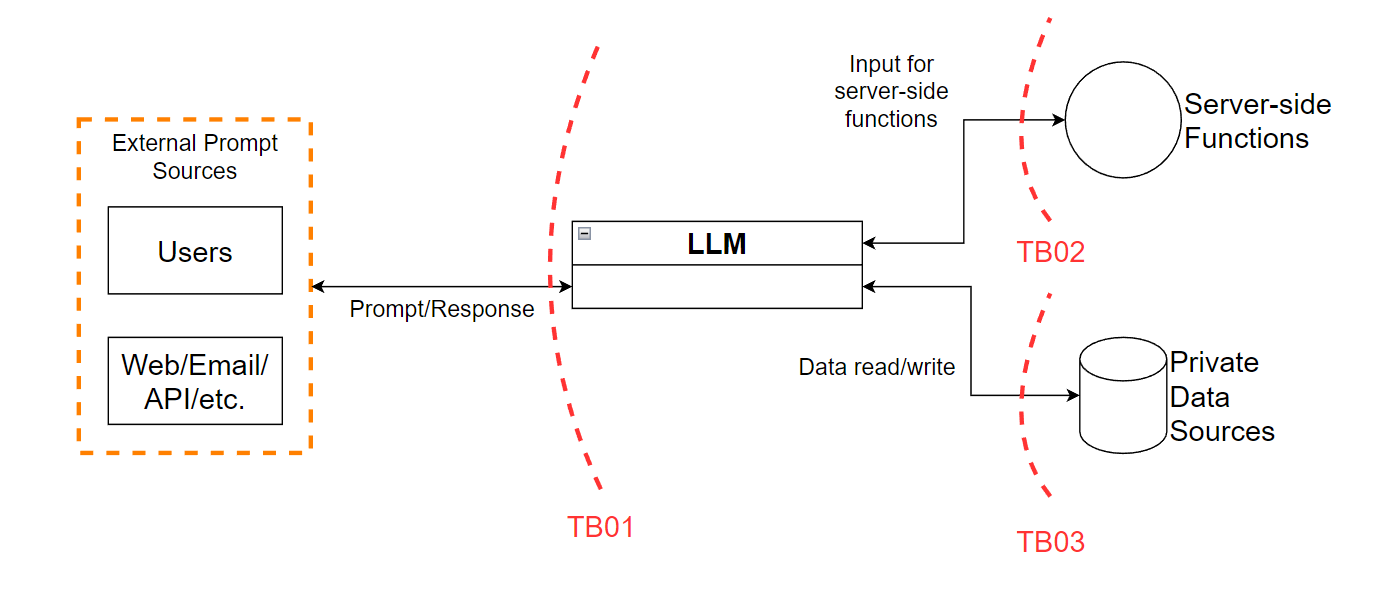 External Prompt
Sources
Users
Web/Email/
API/etc.
Prompt/Response
TB01
LLM
Input for
server-side
functions
Server-side
Functions
TB02
Data read/write
Private
Data
Sources
TB03